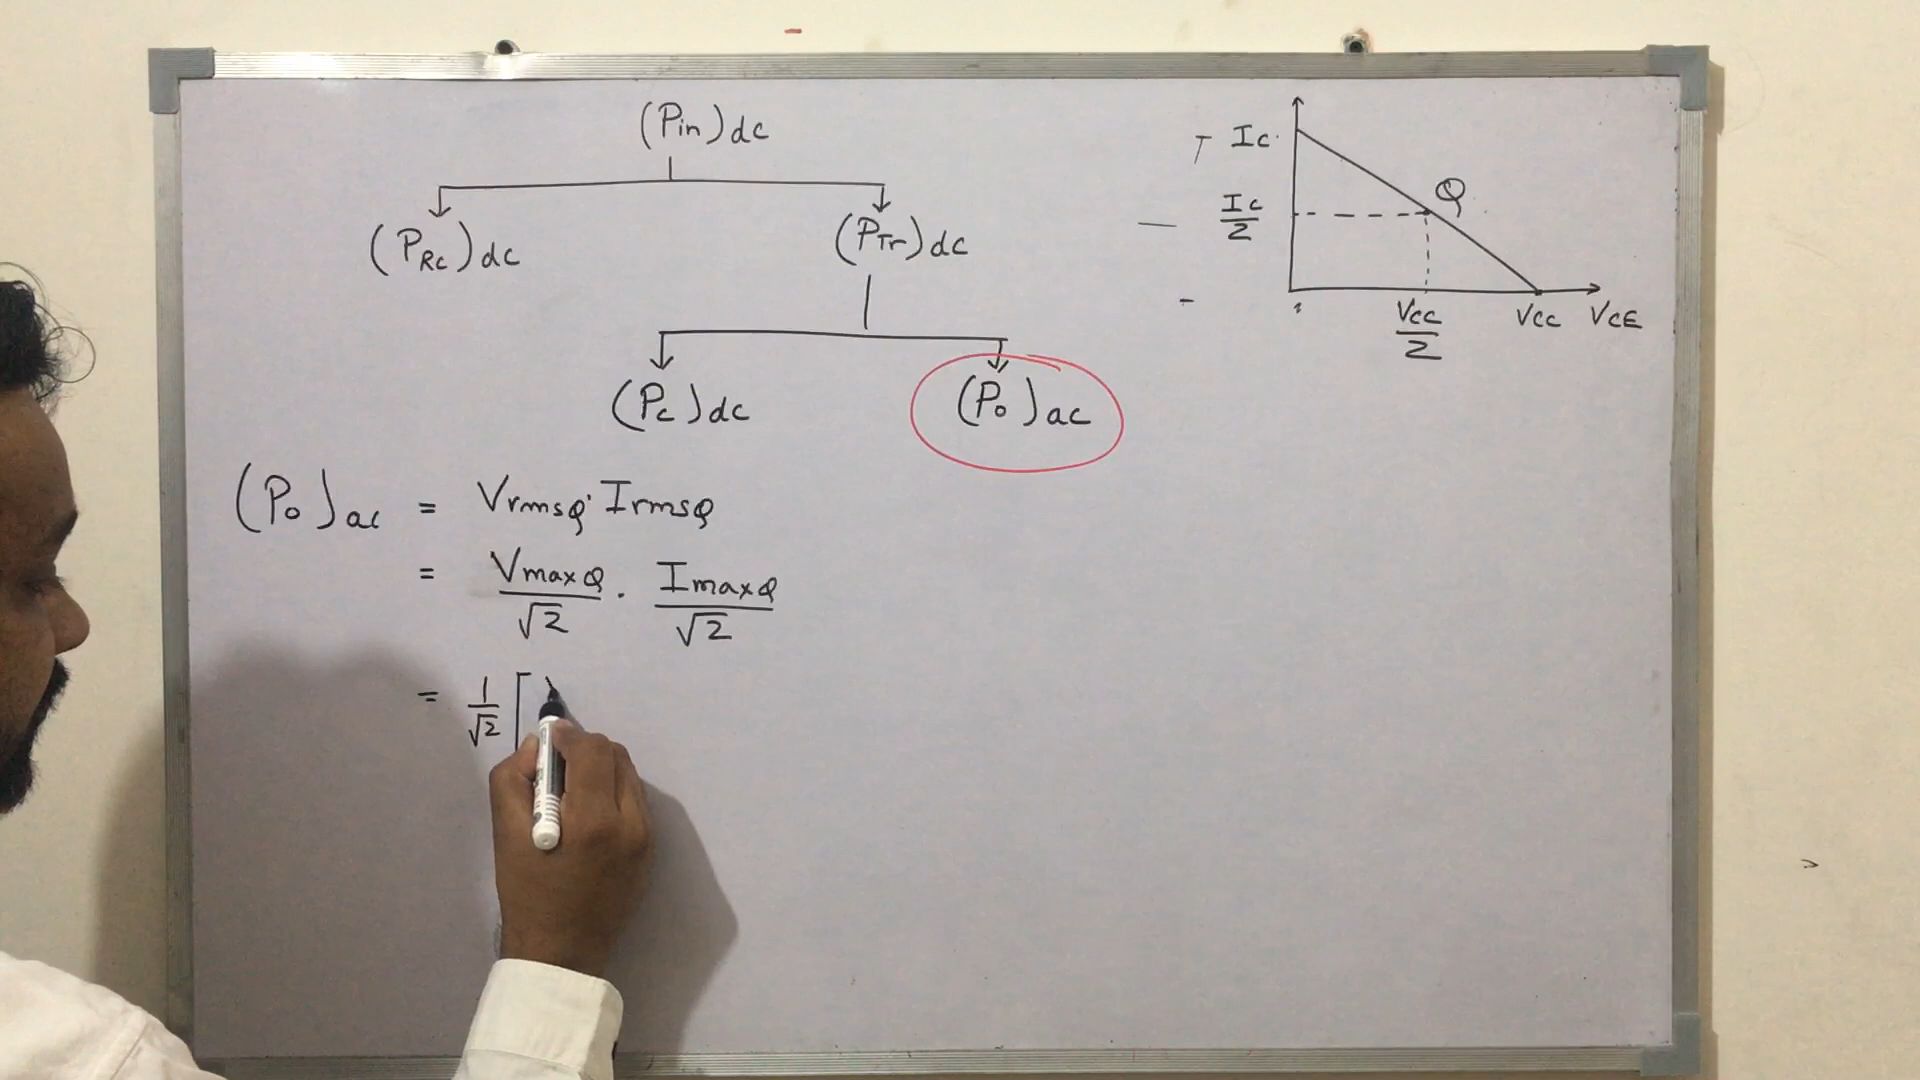 (Pin)dc
(PRc)dc (PTr)dc
(Pc)dc (Po)ac
Ic
Ic/2
Q
Vcc/2 Vcc VCE
(Po)ac = VrmsQ · IrmsQ
= VmaxQ/√2 · ImaxQ/√2
= 1/√2 [